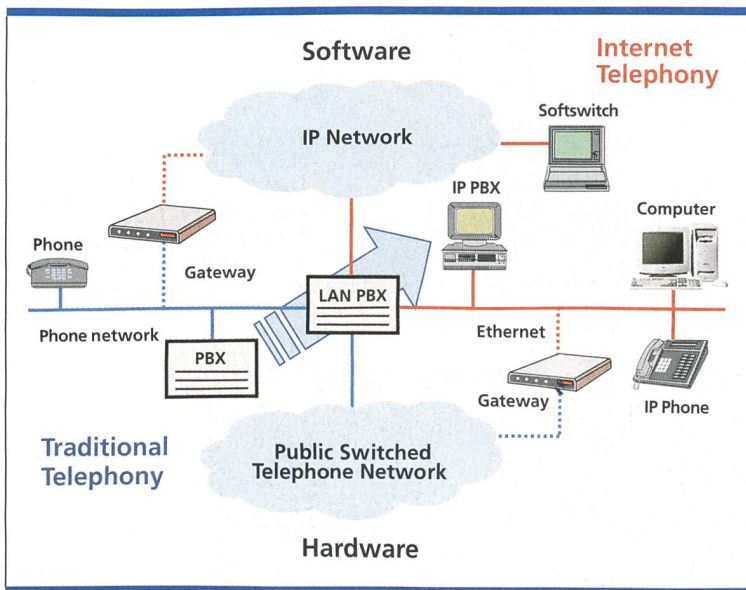 Software
Internet
Telephony
IP Network
Softswitch
IP PBX
Computer
Phone
Gateway
LAN PBX
Phone network
PBX
Ethernet
Gateway
IP Phone
Traditional
Telephony
Public Switched
Telephone Network
Hardware